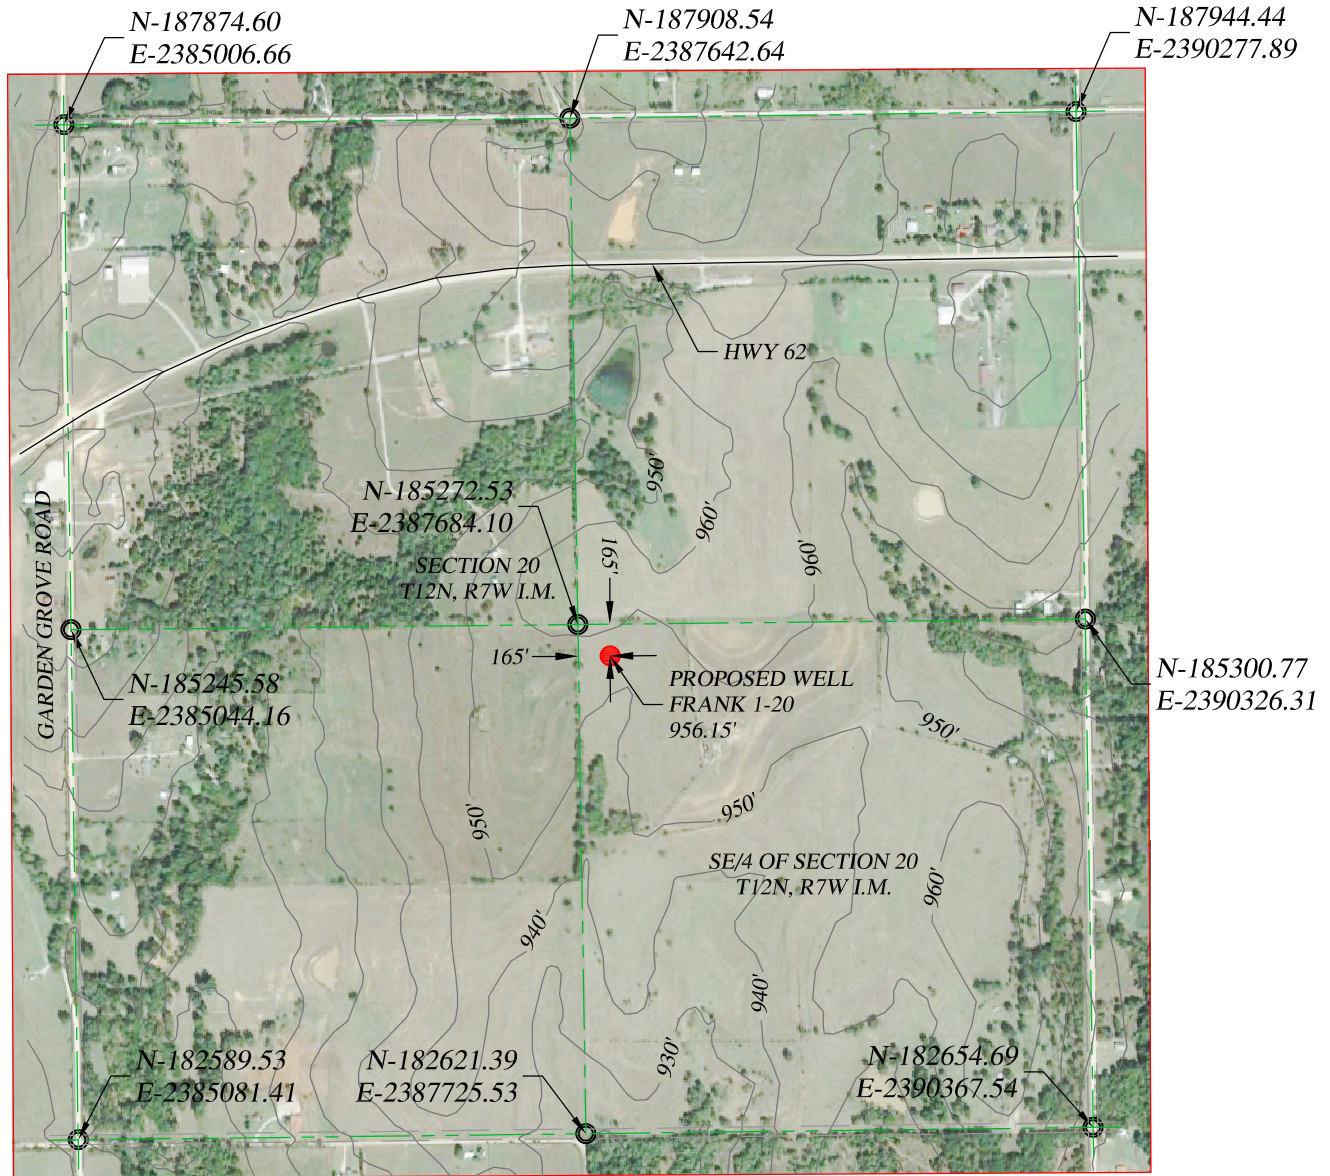 N-187874.60
E-2385006.66
N-187908.54
E-2387642.64
N-187944.44
E-2390277.89
HWY 62
950'
960'
960'
N-185272.53
E-2387684.10
SECTION 20
T12N, R7W I.M.
165'
165'
GARDEN GROVE ROAD
N-185245.58
E-2385044.16
PROPOSED WELL
FRANK 1-20
956.15'
N-185300.77
E-2390326.31
950'
950'
950'
SE/4 OF SECTION 20
T12N, R7W I.M.
960'
940'
940'
930'
N-182589.53
E-2385081.41
N-182621.39
E-2387725.53
N-182654.69
E-2390367.54